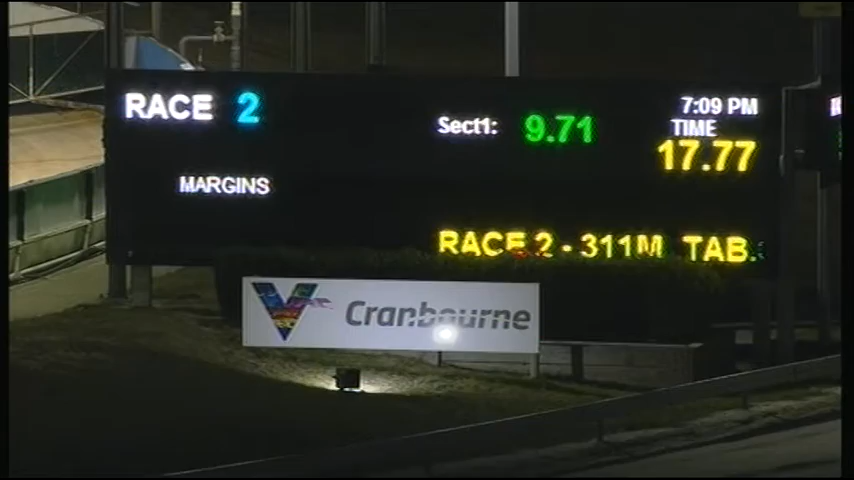 RACE 2
Sect1: 9.71
7:09 PM
TIME
17.77
MARGINS
RACE 2 - 311M TAB.
Cranbourne